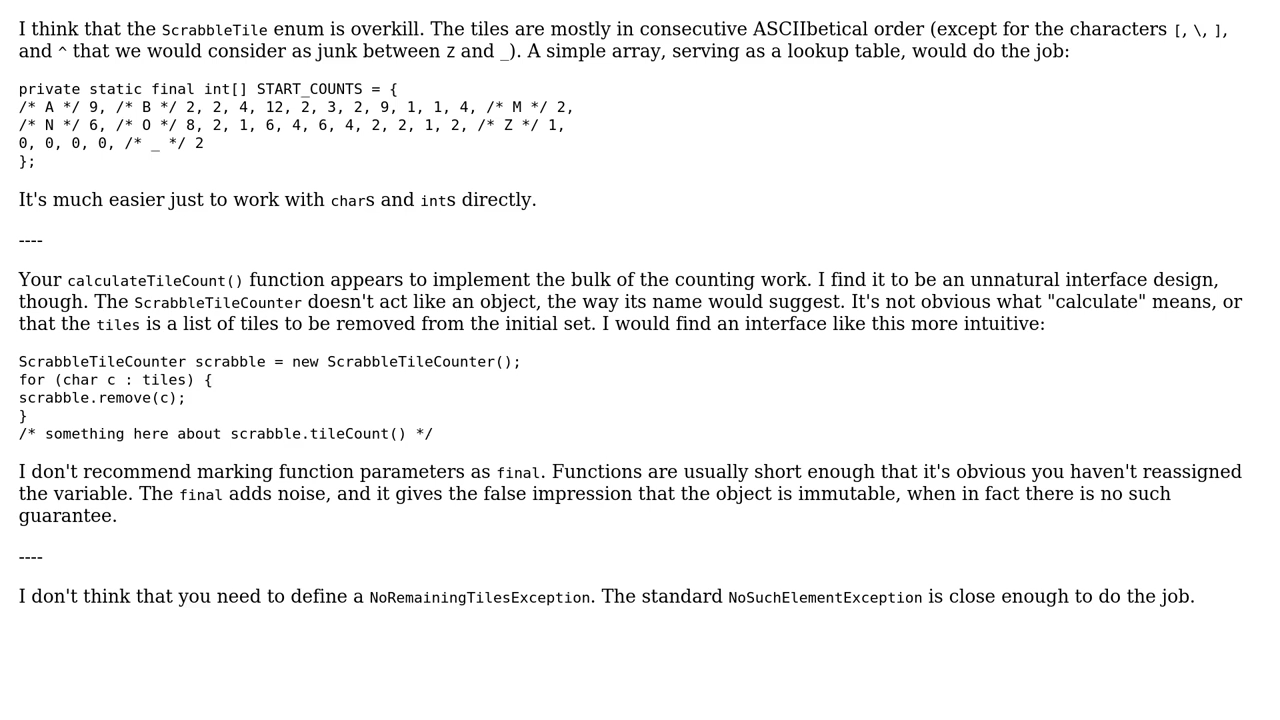 I think that the ScrabbleTile enum is overkill. The tiles are mostly in consecutive ASCIIbetical order (except for the characters [, \, ],
and ^ that we would consider as junk between Z and _). A simple array, serving as a lookup table, would do the job:
private static final int[] START_COUNTS = {
/* A */ 9, /* B */ 2, 2, 4, 12, 2, 3, 2, 9, 1, 1, 4, /* M */ 2,
/* N */ 6, /* O */ 8, 2, 1, 6, 4, 6, 4, 2, 2, 1, 2, /* Z */ 1,
0, 0, 0, 0, /* _ */ 2
};
It's much easier just to work with chars and ints directly.
----
Your calculateTileCount() function appears to implement the bulk of the counting work. I find it to be an unnatural interface design,
though. The ScrabbleTileCounter doesn't act like an object, the way its name would suggest. It's not obvious what "calculate" means, or
that the tiles is a list of tiles to be removed from the initial set. I would find an interface like this more intuitive:
ScrabbleTileCounter scrabble = new ScrabbleTileCounter();
for (char c : tiles) {
scrabble.remove(c);
}
/* something here about scrabble.tileCount() */
I don't recommend marking function parameters as final. Functions are usually short enough that it's obvious you haven't reassigned
the variable. The final adds noise, and it gives the false impression that the object is immutable, when in fact there is no such
guarantee.
----
I don't think that you need to define a NoRemainingTilesException. The standard NoSuchElementException is close enough to do the job.